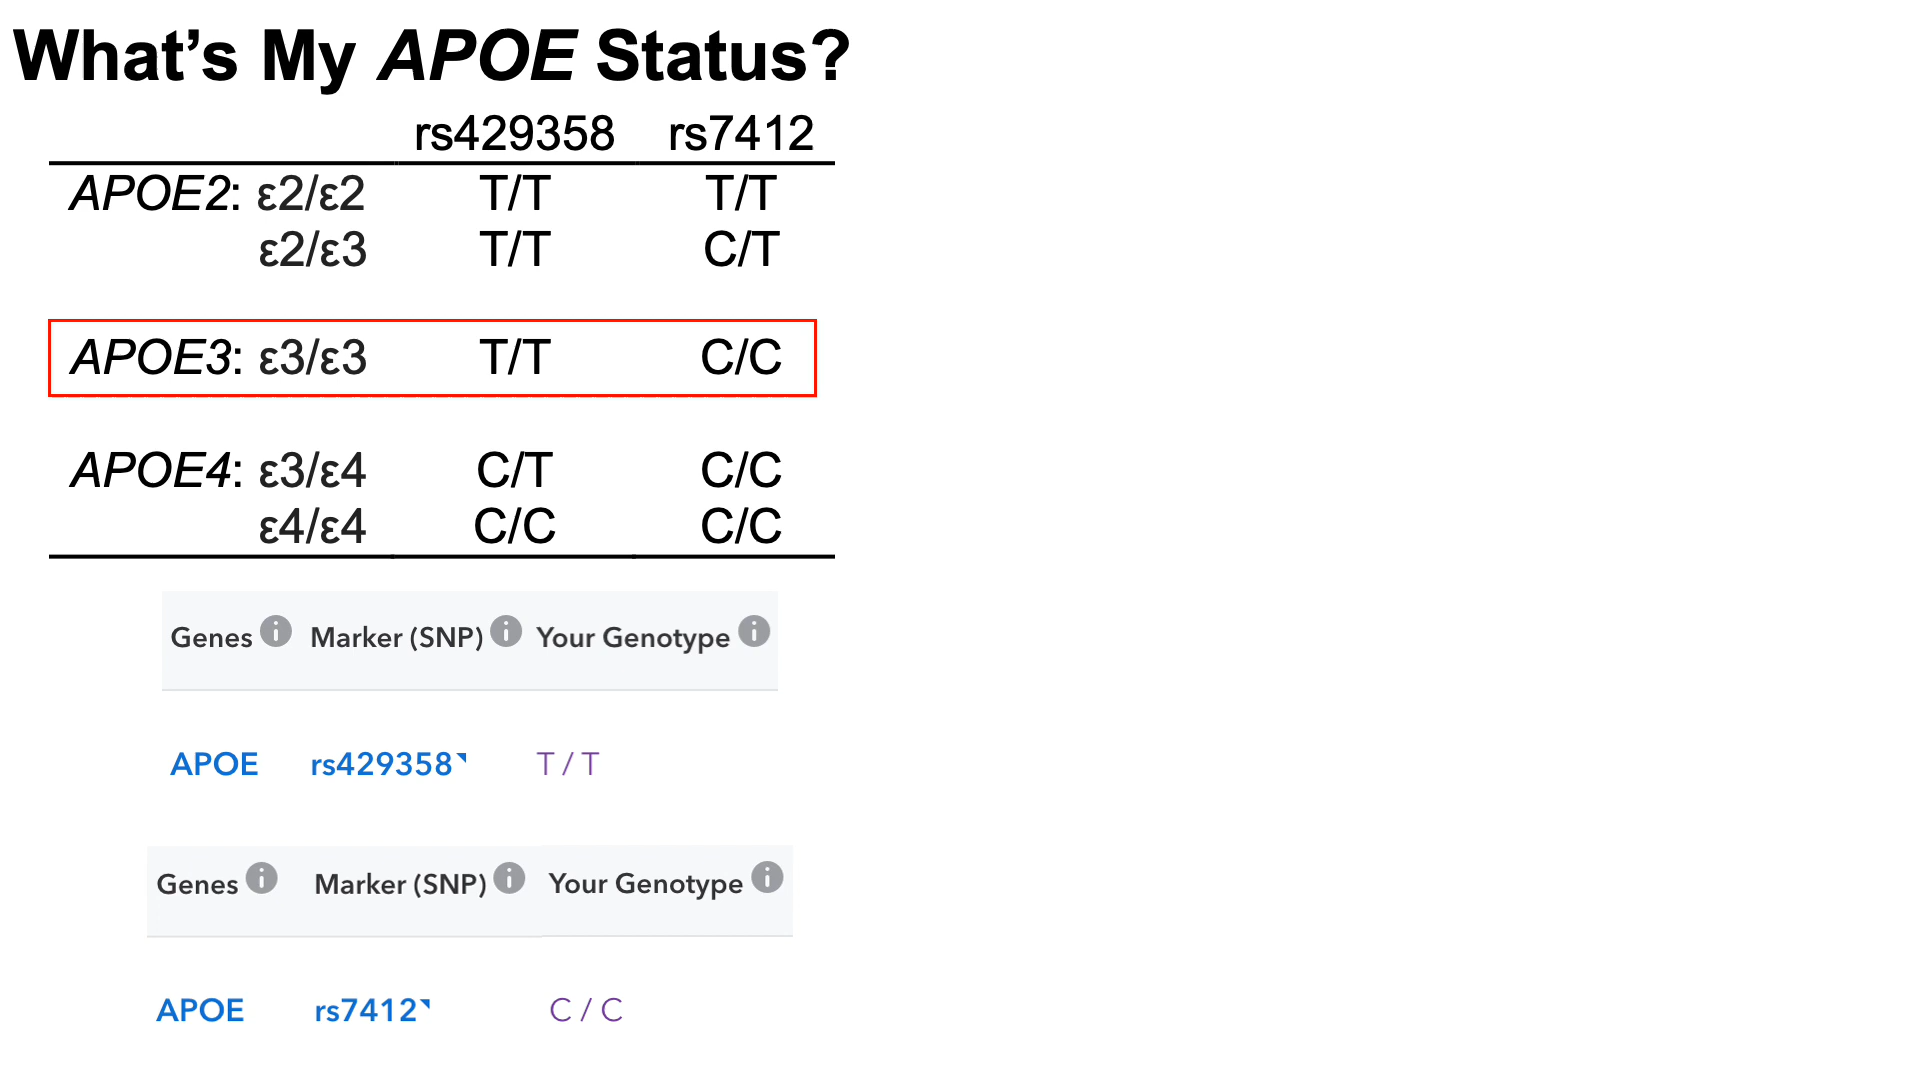 What's My APOE Status?
rs429358 rs7412
APOE2: ε2/ε2 T/T T/T
ε2/ε3 T/T C/T
APOE3: ε3/ε3 T/T C/C
APOE4: ε3/ε4 C/T C/C
ε4/ε4 C/C C/C
Genes i Marker (SNP) i Your Genotype i
APOE rs429358 T / T
Genes i Marker (SNP) i Your Genotype i
APOE rs7412 C / C